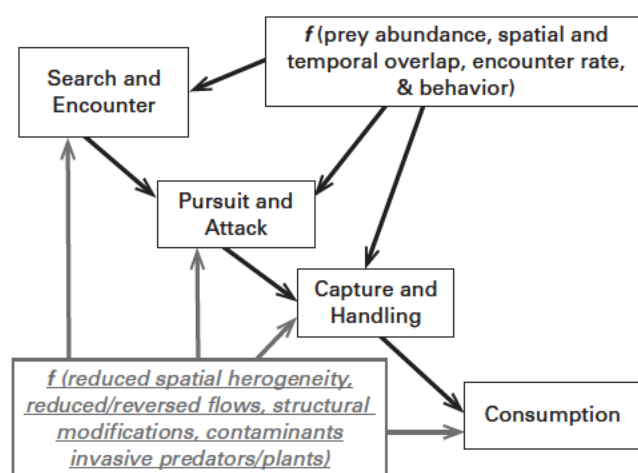 f (prey abundance, spatial and
temporal overlap, encounter rate,
& behavior)
Search and
Encounter
Pursuit and
Attack
Capture and
Handling
f (reduced spatial herogeneity,
reduced/reversed flows, structural
modifications, contaminants
invasive predators/plants)
Consumption